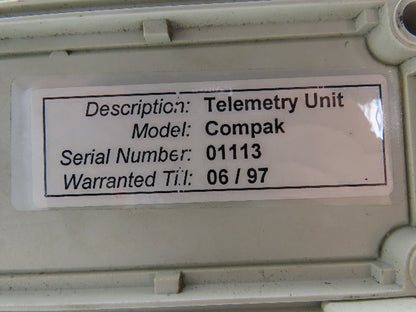 Description: Telemetry Unit
Model: Compak
Serial Number: 01113
Warranted Till: 06 / 97